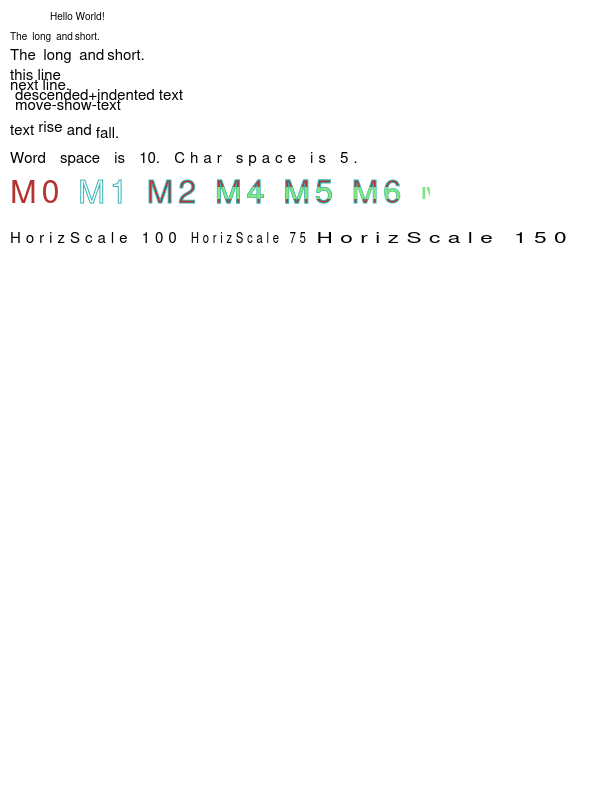 Hello World!
The long and short.
The long and short.
this line
next line.
descended+indented text
move-show-text
text rise and fall.
Word space is 10. Char space is 5.
M0 M1 M2 M4 M5 M6
HorizScale 100 HorizScale 75 HorizScale 150